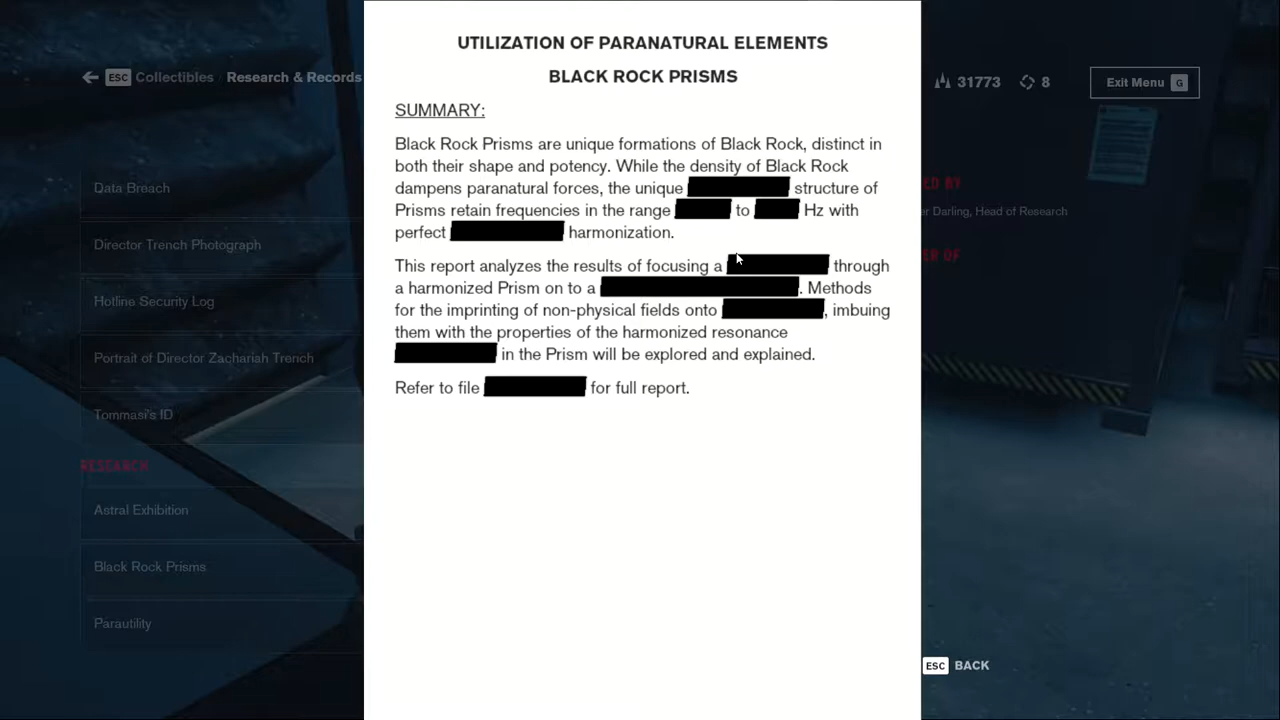 UTILIZATION OF PARANATURAL ELEMENTS
BLACK ROCK PRISMS
ESC Collectibles Research & Records
31773 8
Exit Menu G
SUMMARY:
Black Rock Prisms are unique formations of Black Rock, distinct in
both their shape and potency. While the density of Black Rock
dampens paranatural forces, the unique structure of
Prisms retain frequencies in the range to Hz with
perfect harmonization.
This report analyzes the results of focusing a through
a harmonized Prism on to a . Methods
for the imprinting of non-physical fields onto , imbuing
them with the properties of the harmonized resonance
in the Prism will be explored and explained.
Refer to file for full report.
Data Breach
Director Trench Photograph
Hotline Security Log
Portrait of Director Zachariah Trench
Tommasi's ID
RESEARCH
Astral Exhibition
Black Rock Prisms
Parautility
ED BY
er Darling, Head of Research
ER OF
ESC BACK